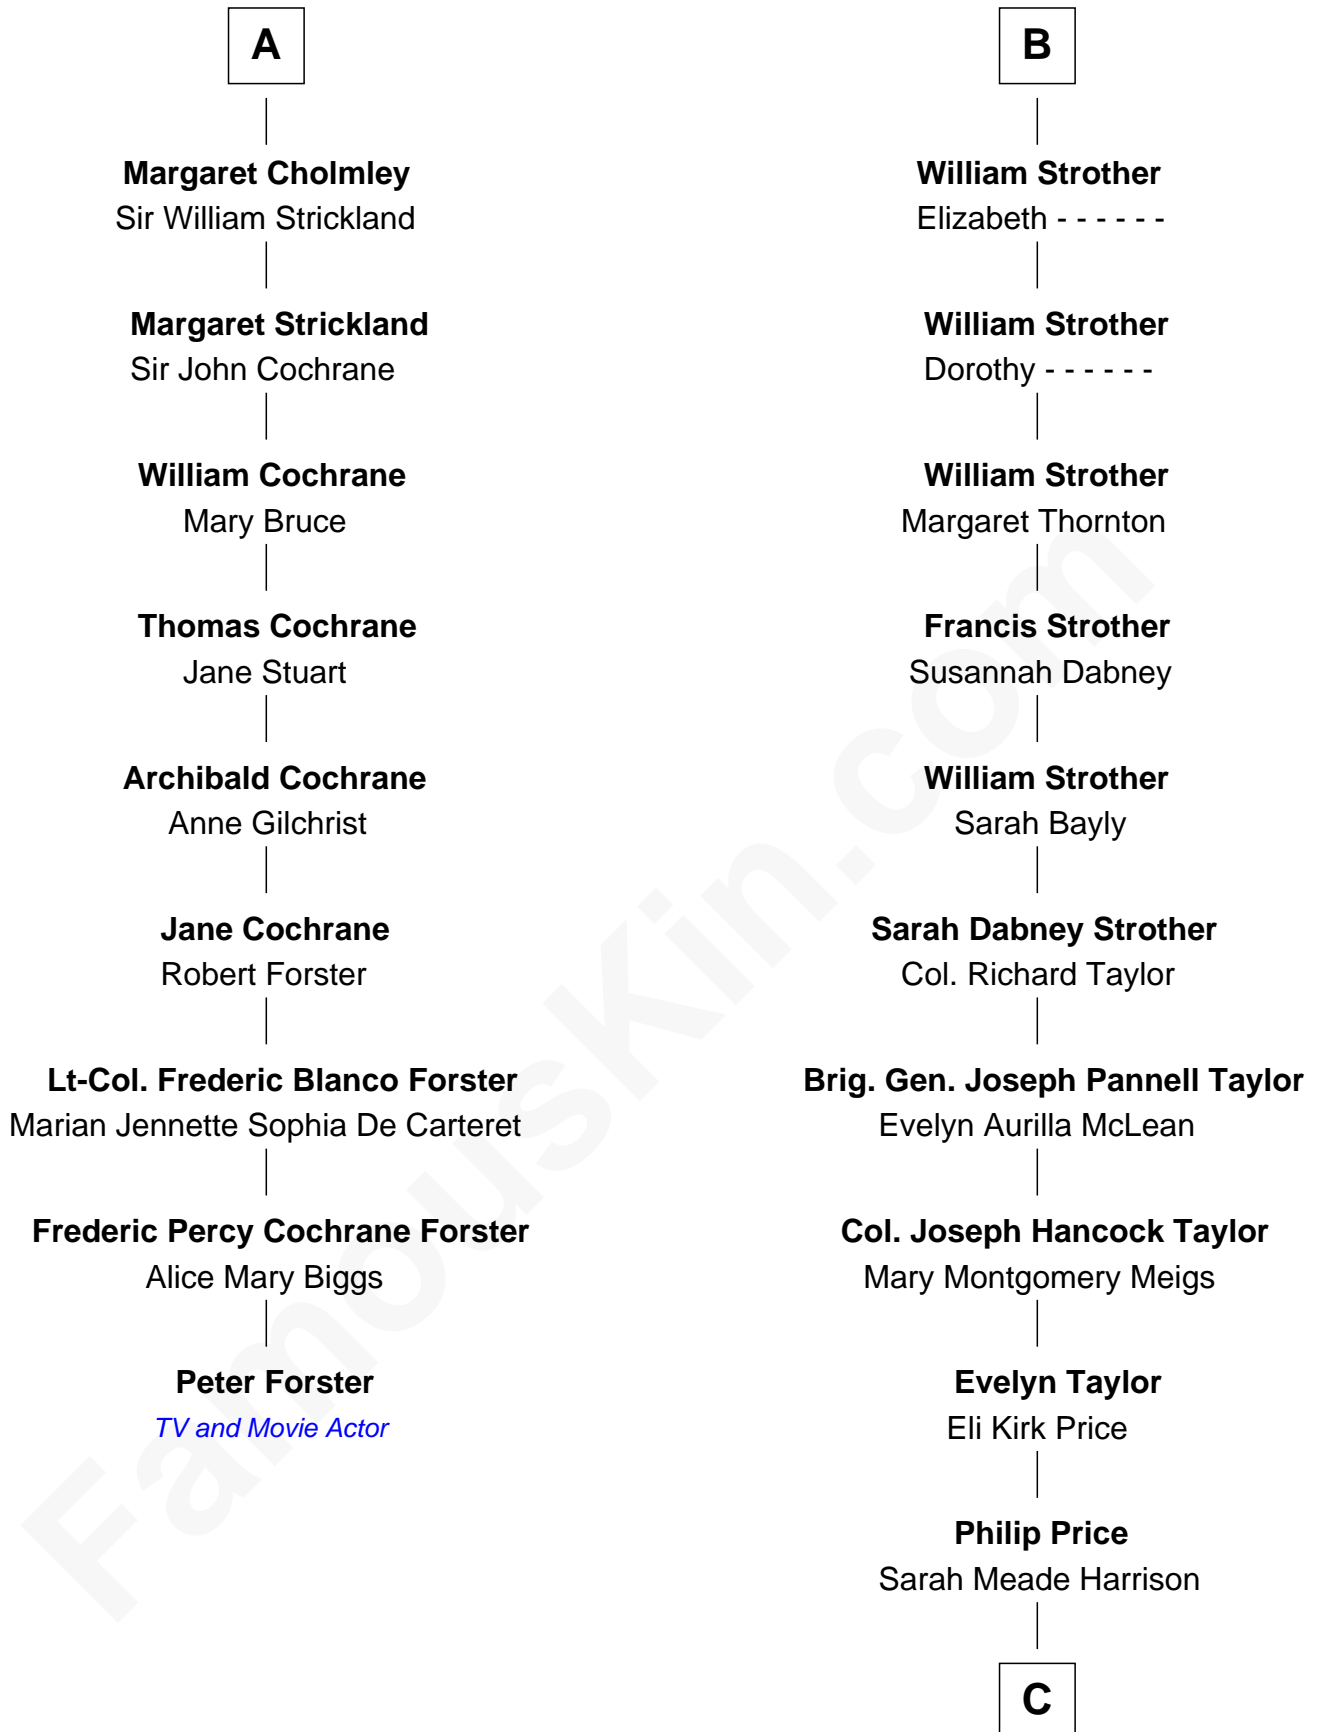 A
Margaret Cholmley
Sir William Strickland
Margaret Strickland
Sir John Cochrane
William Cochrane
Mary Bruce
Thomas Cochrane
Jane Stuart
Archibald Cochrane
Anne Gilchrist
Jane Cochrane
Robert Forster
Lt-Col. Frederic Blanco Forster
Marian Jennette Sophia De Carteret
Frederic Percy Cochrane Forster
Alice Mary Biggs
Peter Forster
TV and Movie Actor
B
William Strother
Elizabeth - - - - - -
William Strother
Dorothy - - - - - -
William Strother
Margaret Thornton
Francis Strother
Susannah Dabney
William Strother
Sarah Bayly
Sarah Dabney Strother
Col. Richard Taylor
Brig. Gen. Joseph Pannell Taylor
Evelyn Aurilla McLean
Col. Joseph Hancock Taylor
Mary Montgomery Meigs
Evelyn Taylor
Eli Kirk Price
Philip Price
Sarah Meade Harrison
C
FamousKin.com